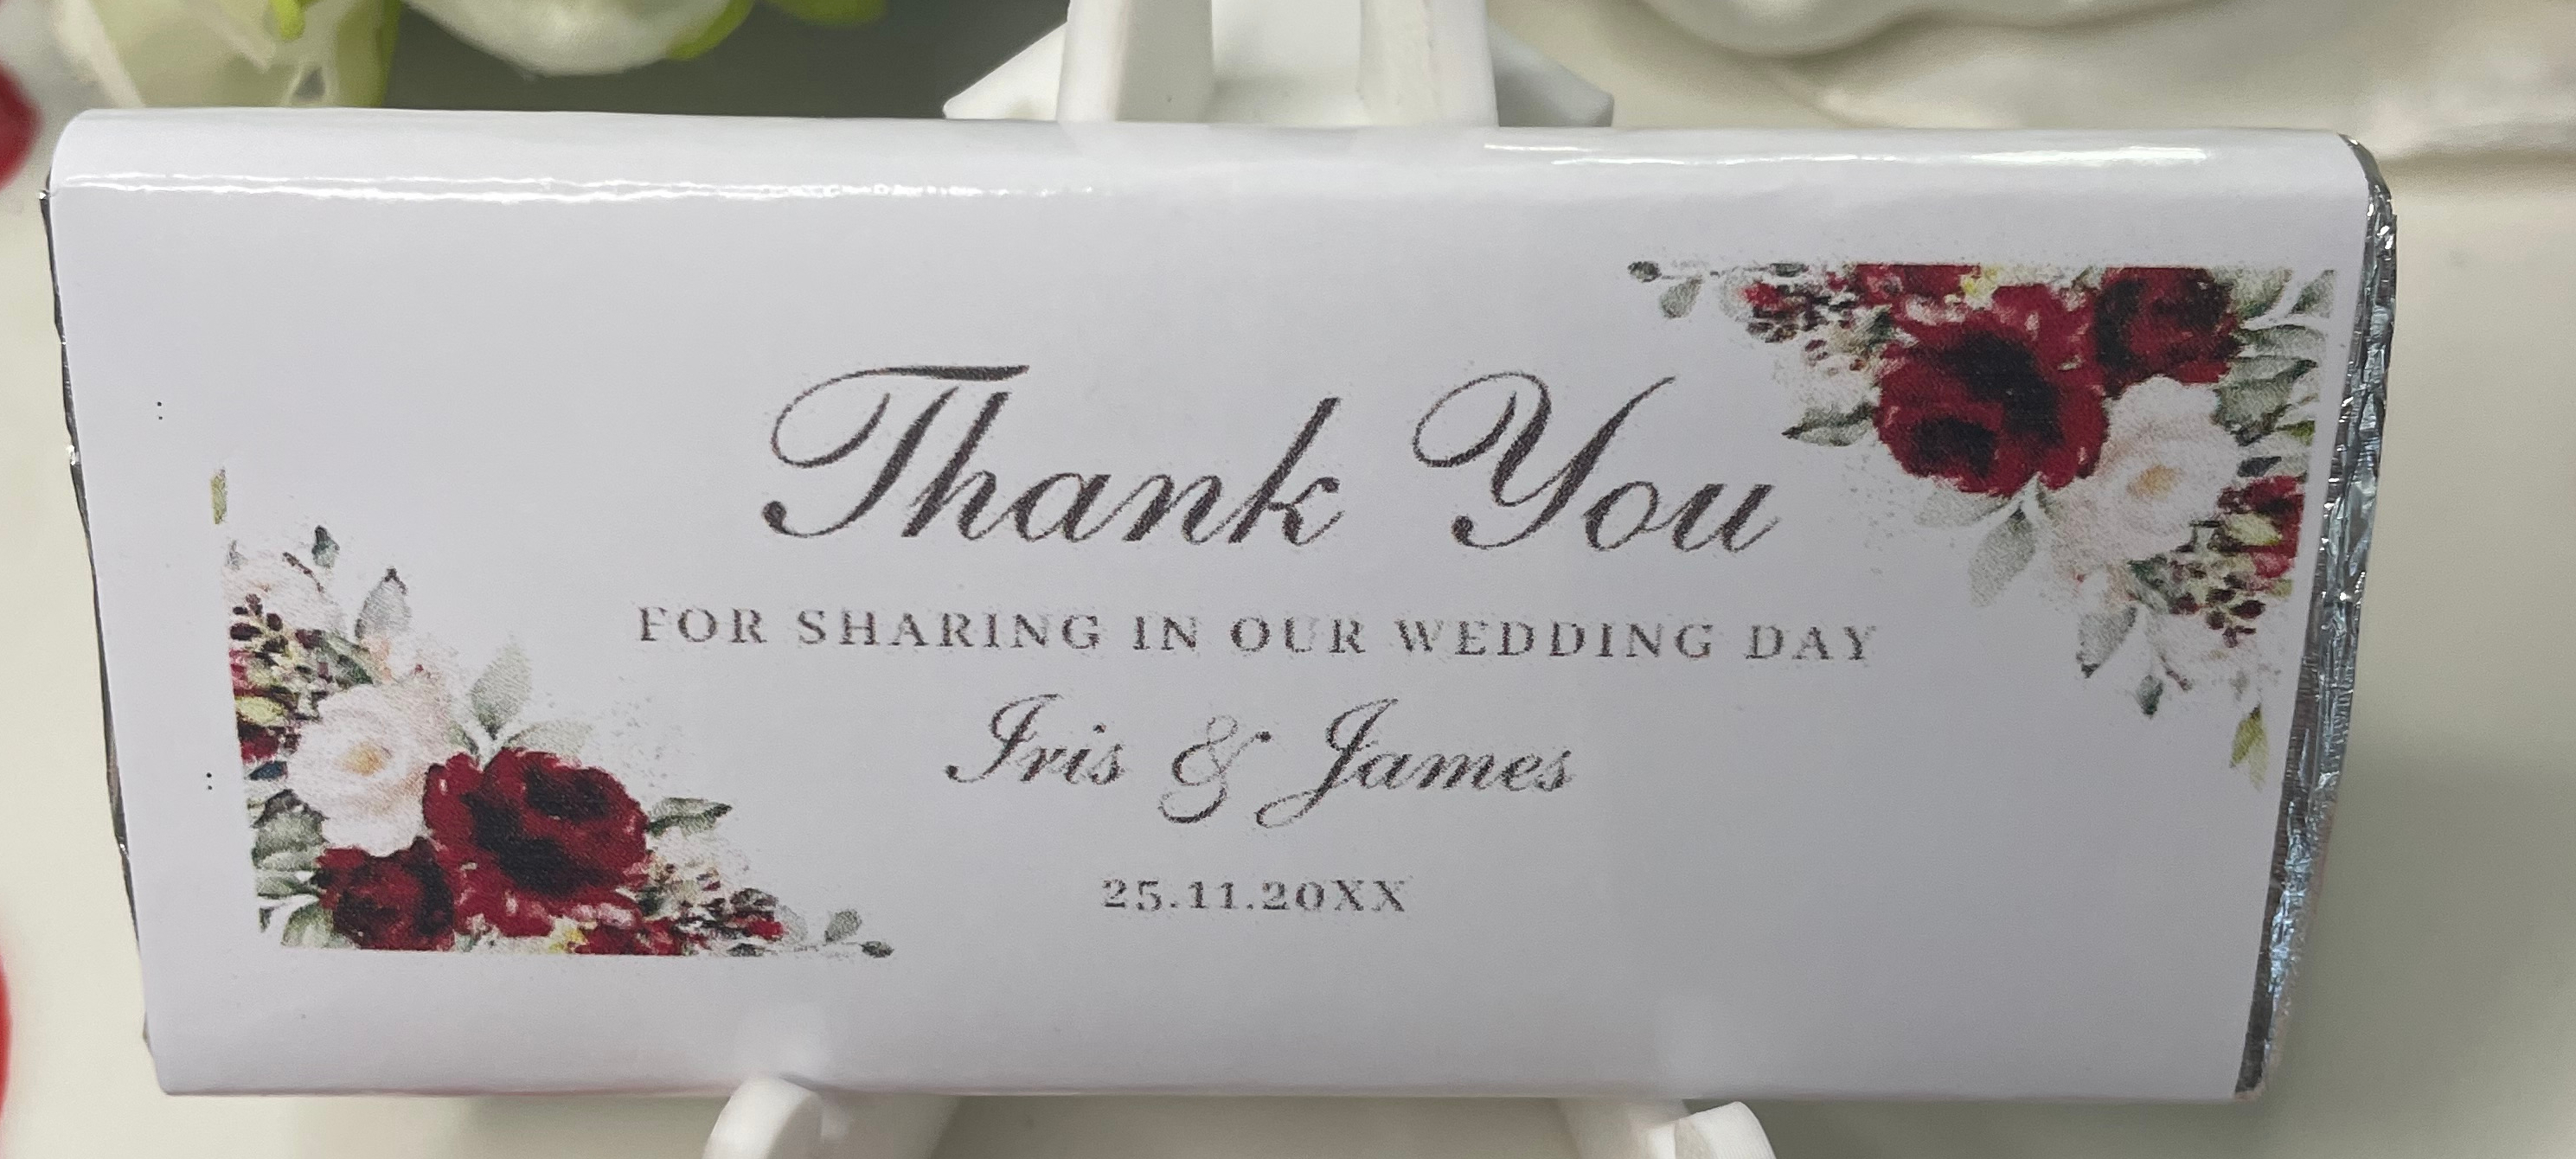 Thank You
FOR SHARING IN OUR WEDDING DAY
Iris & James
25.11.20XX